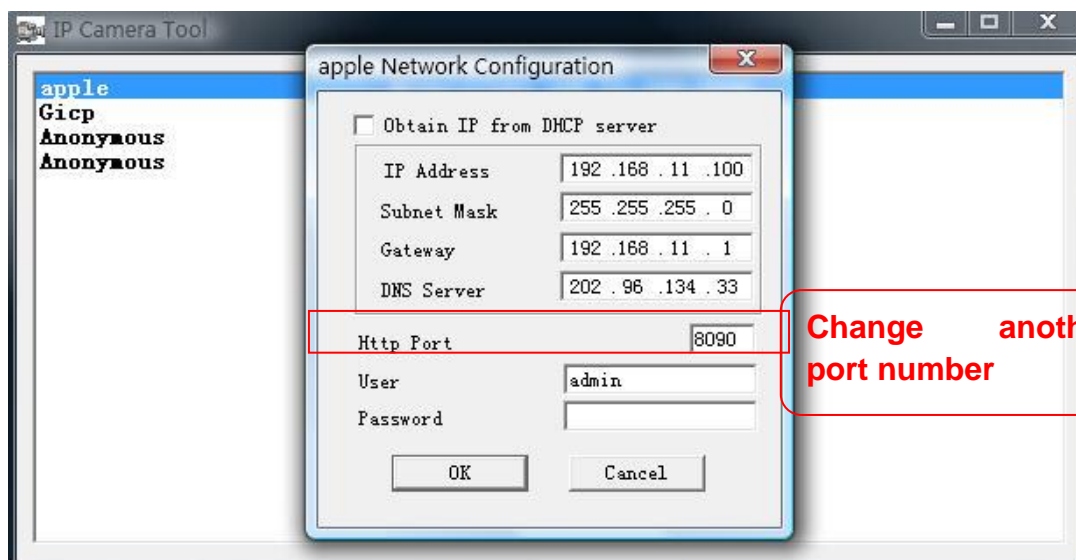 IP Camera Tool
apple Network Configuration
apple
Gicp
Anonymous
Anonymous
Obtain IP from DHCP server
IP Address 192 .168 . 11 .100
Subnet Mask 255 .255 .255 . 0
Gateway 192 .168 . 11 . 1
DNS Server 202 . 96 .134 . 33
Http Port 8090
User admin
Password
OK Cancel
Change anoth
port number